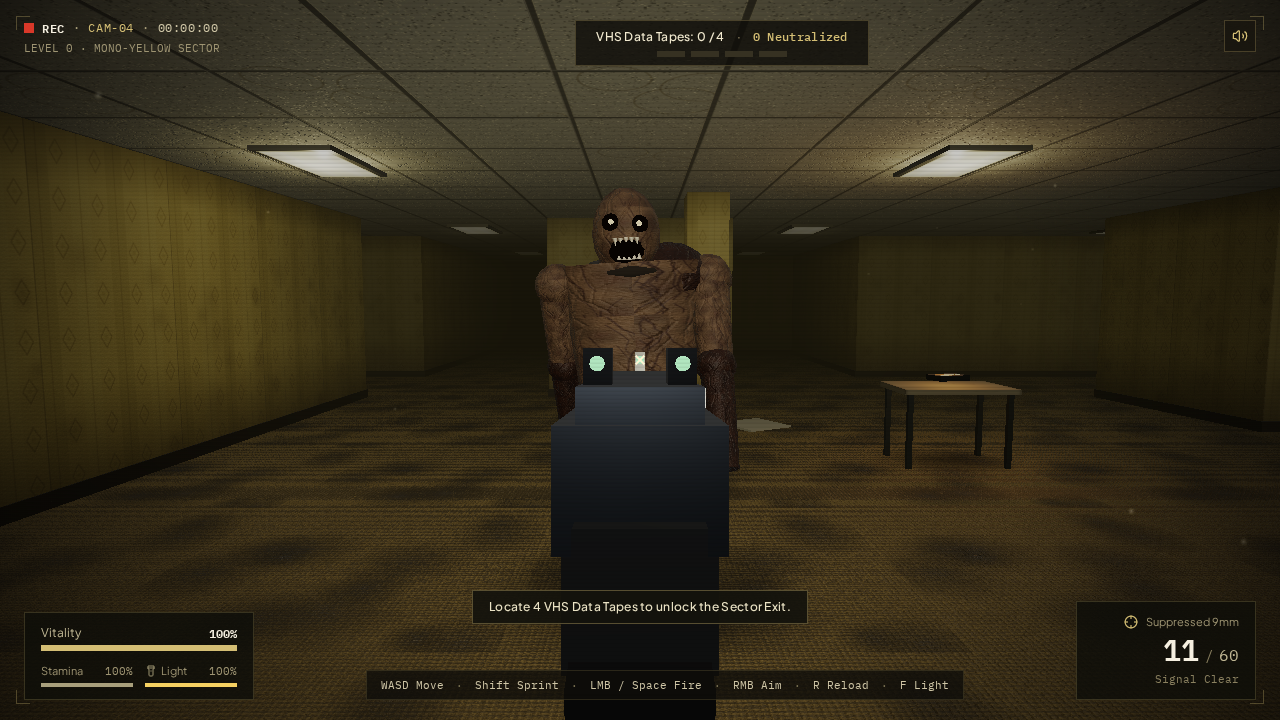 REC · CAM-04 · 00:00:00
LEVEL 0 · MONO-YELLOW SECTOR
VHS Data Tapes: 0 / 4 · 0 Neutralized
Locate 4 VHS Data Tapes to unlock the Sector Exit.
Vitality 100%
Stamina 100% Light 100%
WASD Move · Shift Sprint · LMB / Space Fire · RMB Aim · R Reload · F Light
Suppressed 9mm
11 / 60
Signal Clear